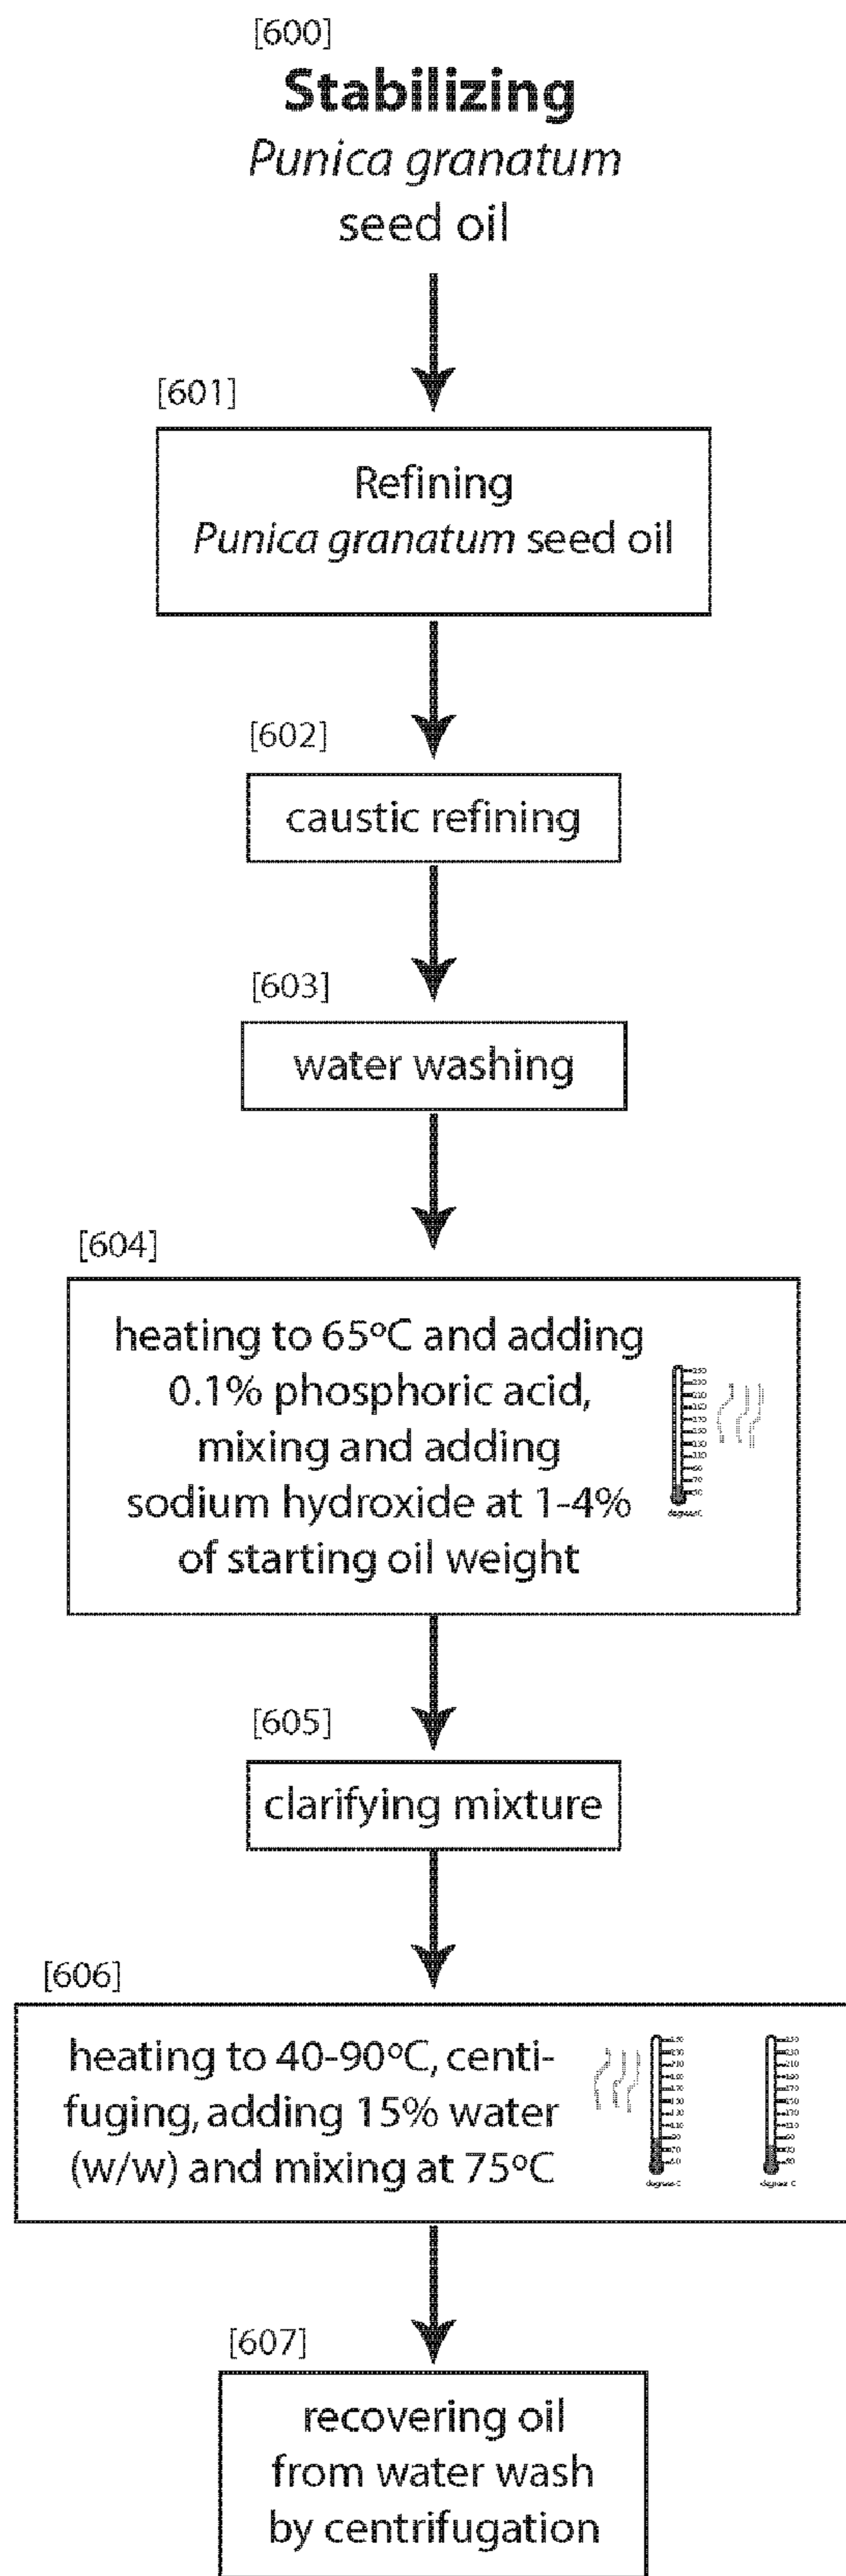 [600]
Stabilizing
Punica granatum
seed oil
[601]
Refining
Punica granatum seed oil
[602]
caustic refining
[603]
water washing
[604]
heating to 65ºC and adding
0.1% phosphoric acid,
mixing and adding
sodium hydroxide at 1-4%
of starting oil weight
[605]
clarifying mixture
[606]
heating to 40-90ºC, centi-
fuging, adding 15% water
(w/w) and mixing at 75ºC
[607]
recovering oil
from water wash
by centrifugation